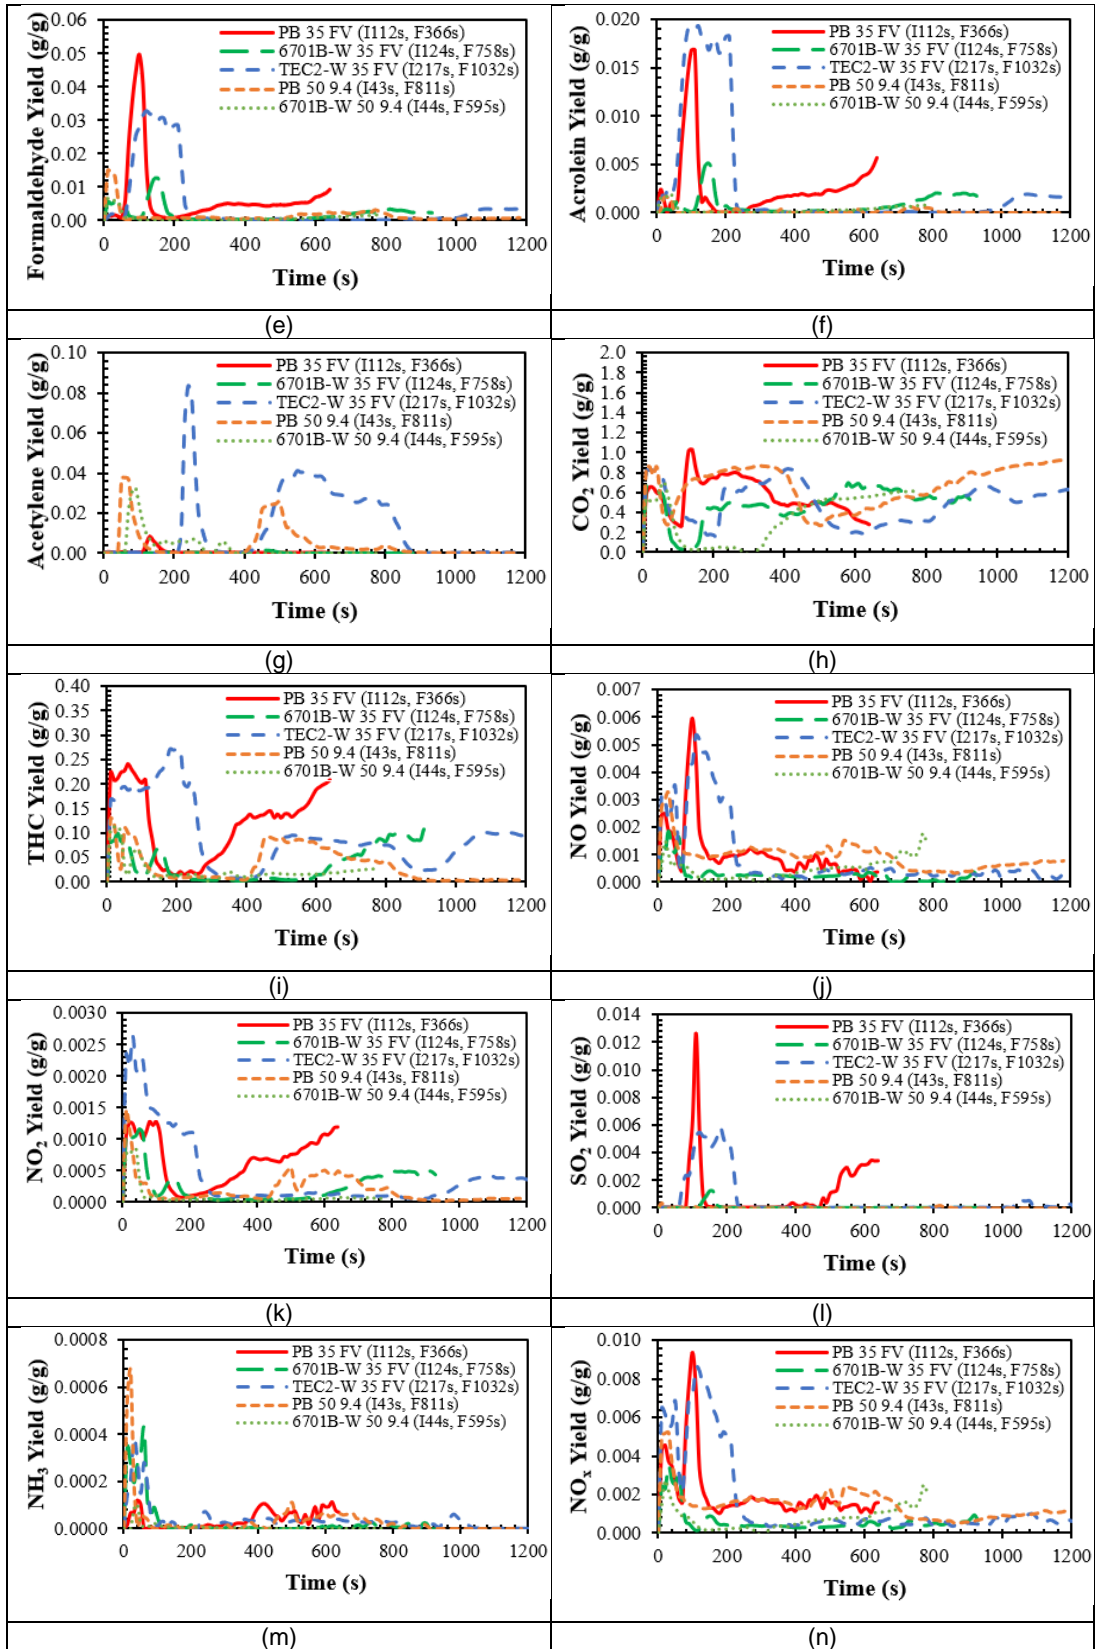 Formaldehyde Yield (g/g)
0.06
0.05
0.04
0.03
0.02
0.01
0.00
PB 35 FV (I112s, F366s)
6701B-W 35 FV (I124s, F758s)
TEC2-W 35 FV (I217s, F1032s)
PB 50 9.4 (I43s, F811s)
6701B-W 50 9.4 (I44s, F595s)
0 200 400 600 800 1000 1200
Time (s)
(e)
Acrolein Yield (g/g)
0.020
0.015
0.010
0.005
0.000
PB 35 FV (I112s, F366s)
6701B-W 35 FV (I124s, F758s)
TEC2-W 35 FV (I217s, F1032s)
PB 50 9.4 (I43s, F811s)
6701B-W 50 9.4 (I44s, F595s)
0 200 400 600 800 1000 1200
Time (s)
(f)
Acetylene Yield (g/g)
0.10
0.08
0.06
0.04
0.02
0.00
PB 35 FV (I112s, F366s)
6701B-W 35 FV (I124s, F758s)
TEC2-W 35 FV (I217s, F1032s)
PB 50 9.4 (I43s, F811s)
6701B-W 50 9.4 (I44s, F595s)
0 200 400 600 800 1000 1200
Time (s)
(g)
CO2 Yield (g/g)
2.0
1.8
1.6
1.4
1.2
1.0
0.8
0.6
0.4
0.2
0.0
PB 35 FV (I112s, F366s)
6701B-W 35 FV (I124s, F758s)
TEC2-W 35 FV (I217s, F1032s)
PB 50 9.4 (I43s, F811s)
6701B-W 50 9.4 (I44s, F595s)
0 200 400 600 800 1000 1200
Time (s)
(h)
THC Yield (g/g)
0.40
0.35
0.30
0.25
0.20
0.15
0.10
0.05
0.00
PB 35 FV (I112s, F366s)
6701B-W 35 FV (I124s, F758s)
TEC2-W 35 FV (I217s, F1032s)
PB 50 9.4 (I43s, F811s)
6701B-W 50 9.4 (I44s, F595s)
0 200 400 600 800 1000 1200
Time (s)
(i)
NO Yield (g/g)
0.007
0.006
0.005
0.004
0.003
0.002
0.001
0.000
PB 35 FV (I112s, F366s)
6701B-W 35 FV (I124s, F758s)
TEC2-W 35 FV (I217s, F1032s)
PB 50 9.4 (I43s, F811s)
6701B-W 50 9.4 (I44s, F595s)
0 200 400 600 800 1000 1200
Time (s)
(j)
NO2 Yield (g/g)
0.0030
0.0025
0.0020
0.0015
0.0010
0.0005
0.0000
PB 35 FV (I112s, F366s)
6701B-W 35 FV (I124s, F758s)
TEC2-W 35 FV (I217s, F1032s)
PB 50 9.4 (I43s, F811s)
6701B-W 50 9.4 (I44s, F595s)
0 200 400 600 800 1000 1200
Time (s)
(k)
SO2 Yield (g/g)
0.014
0.012
0.010
0.008
0.006
0.004
0.002
0.000
PB 35 FV (I112s, F366s)
6701B-W 35 FV (I124s, F758s)
TEC2-W 35 FV (I217s, F1032s)
PB 50 9.4 (I43s, F811s)
6701B-W 50 9.4 (I44s, F595s)
0 200 400 600 800 1000 1200
Time (s)
(l)
NH3 Yield (g/g)
0.0008
0.0006
0.0004
0.0002
0.0000
PB 35 FV (I112s, F366s)
6701B-W 35 FV (I124s, F758s)
TEC2-W 35 FV (I217s, F1032s)
PB 50 9.4 (I43s, F811s)
6701B-W 50 9.4 (I44s, F595s)
0 200 400 600 800 1000 1200
Time (s)
(m)
NOx Yield (g/g)
0.010
0.008
0.006
0.004
0.002
0.000
PB 35 FV (I112s, F366s)
6701B-W 35 FV (I124s, F758s)
TEC2-W 35 FV (I217s, F1032s)
PB 50 9.4 (I43s, F811s)
6701B-W 50 9.4 (I44s, F595s)
0 200 400 600 800 1000 1200
Time (s)
(n)